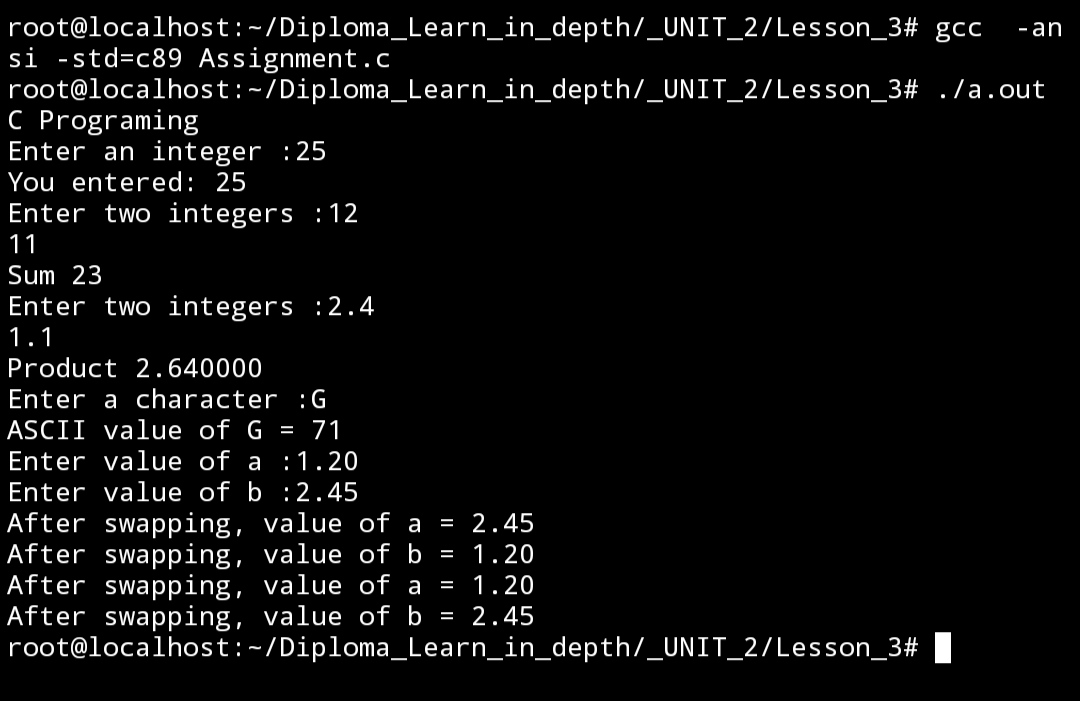 root@localhost:~/Diploma_Learn_in_depth/_UNIT_2/Lesson_3# gcc  -an
si -std=c89 Assignment.c
root@localhost:~/Diploma_Learn_in_depth/_UNIT_2/Lesson_3# ./a.out
C Programing
Enter an integer :25
You entered: 25
Enter two integers :12
11
Sum 23
Enter two integers :2.4
1.1
Product 2.640000
Enter a character :G
ASCII value of G = 71
Enter value of a :1.20
Enter value of b :2.45
After swapping, value of a = 2.45
After swapping, value of b = 1.20
After swapping, value of a = 1.20
After swapping, value of b = 2.45
root@localhost:~/Diploma_Learn_in_depth/_UNIT_2/Lesson_3#